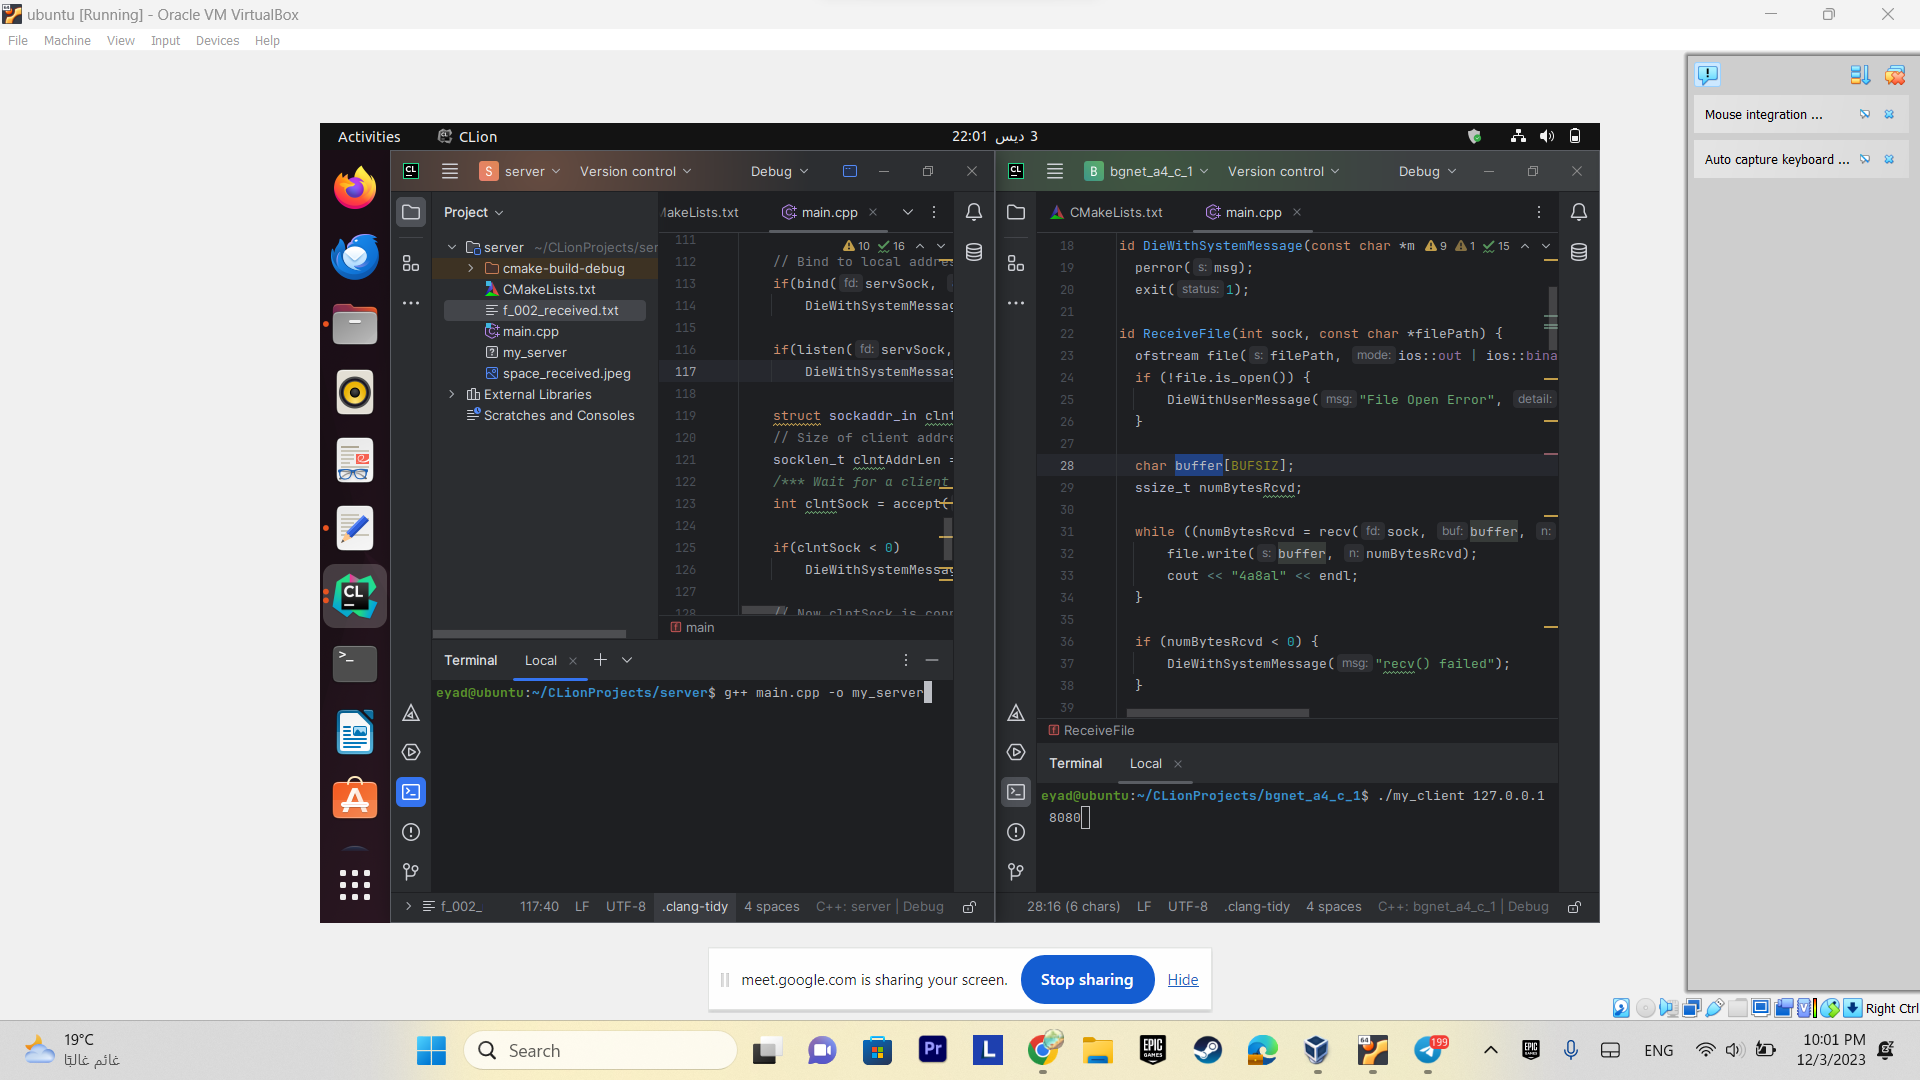 ubuntu [Running] - Oracle VM VirtualBox
File Machine View Input Devices Help
Mouse integration ...
Auto capture keyboard ...
Activities CLion 22:01 ديس 3
CL S server Version control Debug
Project
MakeLists.txt main.cpp
server ~/CLionProjects/ser
cmake-build-debug
CMakeLists.txt
f_002_received.txt
main.cpp
my_server
space_received.jpeg
External Libraries
Scratches and Consoles
10 16
111
112 // Bind to local addres
113 if(bind( fd: servSock,
114 DieWithSystemMessag
115
116 if(listen( fd: servSock,
117 DieWithSystemMessag
118
119 struct sockaddr_in clnt
120 // Size of client addre
121 socklen_t clntAddrLen =
122 /*** Wait for a client
123 int clntSock = accept(
124
125 if(clntSock < 0)
126 DieWithSystemMessag
127
128 // Now clntSock is conn
main
Terminal Local
eyad@ubuntu:~/CLionProjects/server$ g++ main.cpp -o my_server
f_002_ 117:40 LF UTF-8 .clang-tidy 4 spaces C++: server | Debug
CL B bgnet_a4_c_1 Version control Debug
CMakeLists.txt main.cpp
9 1 15
18 id DieWithSystemMessage(const char *m
19 perror( s: msg);
20 exit( status: 1);
21
22 id ReceiveFile(int sock, const char *filePath) {
23 ofstream file( s: filePath, mode: ios::out | ios::bina
24 if (!file.is_open()) {
25 DieWithUserMessage( msg: "File Open Error", detail:
26 }
27
28 char buffer[BUFSIZ];
29 ssize_t numBytesRcvd;
30
31 while ((numBytesRcvd = recv( fd: sock, buf: buffer, n:
32 file.write( s: buffer, n: numBytesRcvd);
33 cout << "4a8al" << endl;
34 }
35
36 if (numBytesRcvd < 0) {
37 DieWithSystemMessage( msg: "recv() failed");
38 }
39
ReceiveFile
Terminal Local
eyad@ubuntu:~/CLionProjects/bgnet_a4_c_1$ ./my_client 127.0.0.1
8080
28:16 (6 chars) LF UTF-8 .clang-tidy 4 spaces C++: bgnet_a4_c_1 | Debug
meet.google.com is sharing your screen. Stop sharing Hide
Right Ctrl
19°C
غائم غالبًا
Search
Pr
L
EPIC GAMES
64
199
ENG
10:01 PM
12/3/2023